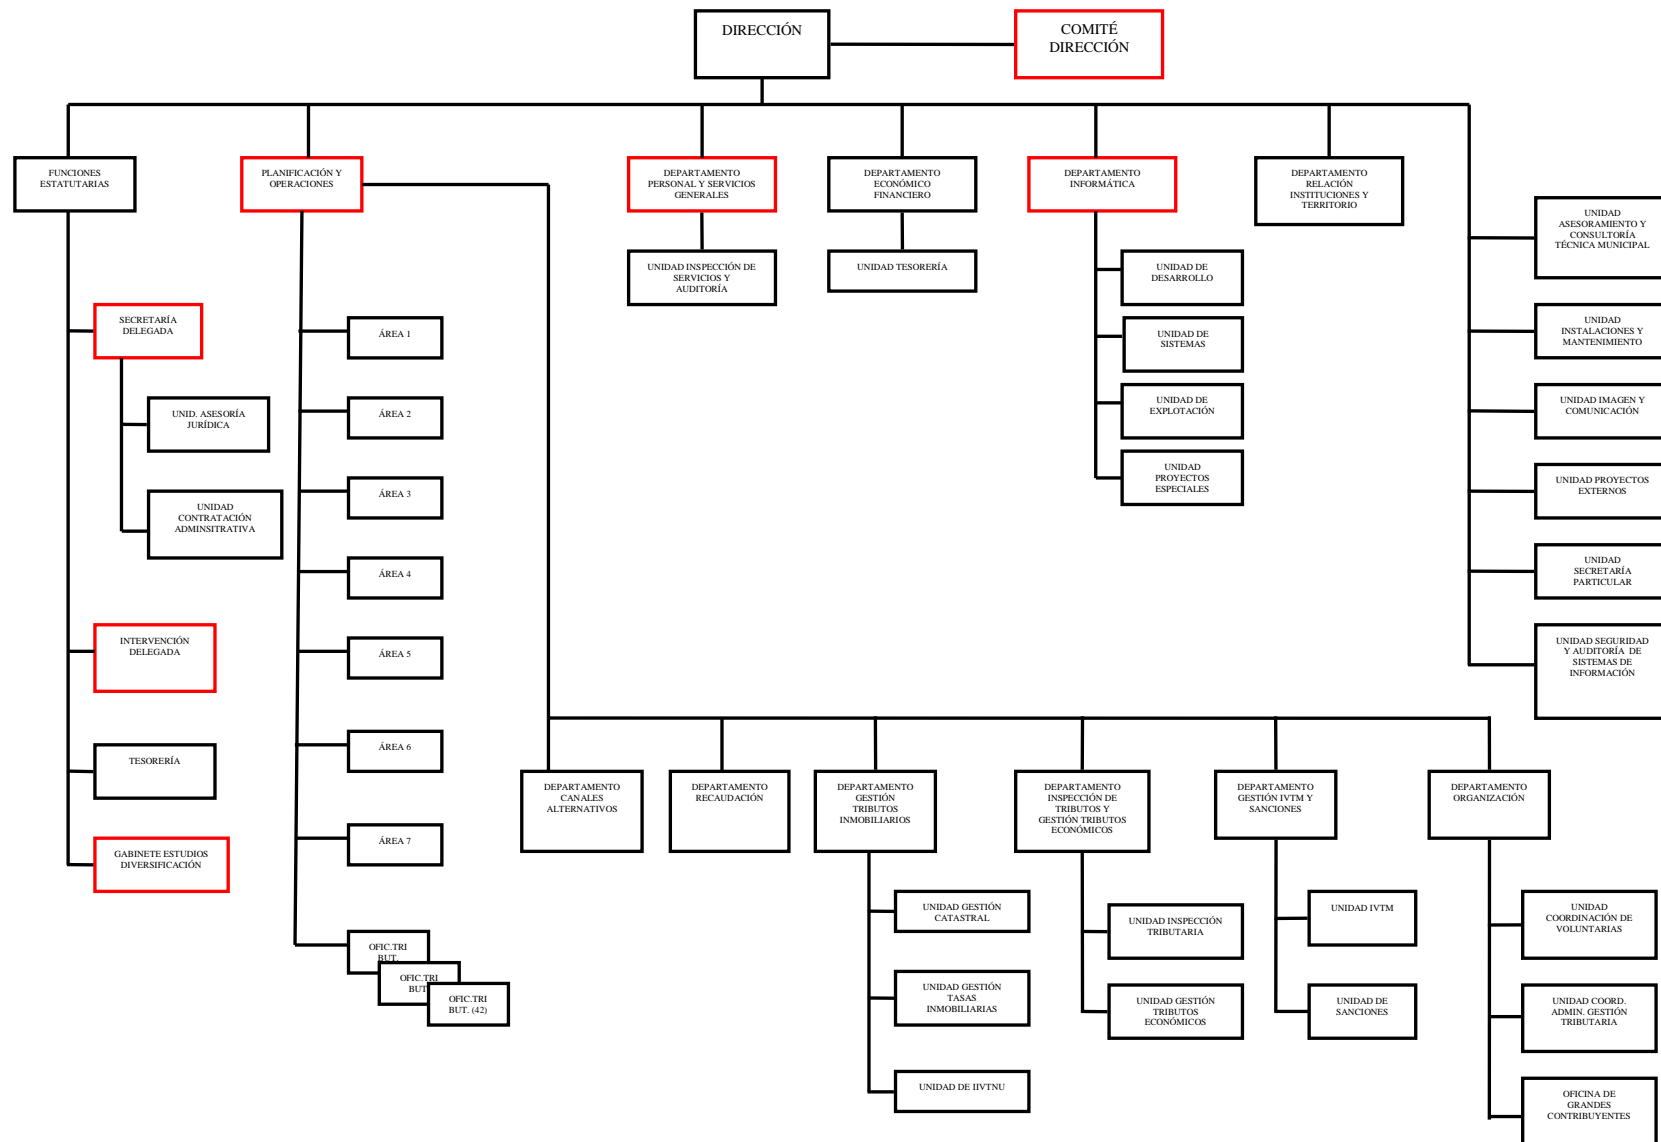 DIRECCIÓN
COMITÉ
DIRECCIÓN
FUNCIONES
ESTATUTARIAS
PLANIFICACIÓN Y
OPERACIONES
DEPARTAMENTO
PERSONAL Y SERVICIOS
GENERALES
DEPARTAMENTO
ECONÓMICO
FINANCIERO
DEPARTAMENTO
INFORMÁTICA
DEPARTAMENTO
RELACIÓN
INSTITUCIONES Y
TERRITORIO
UNIDAD
ASESORAMIENTO Y
CONSULTORÍA
TÉCNICA MUNICIPAL
UNIDAD INSPECCIÓN DE
SERVICIOS Y
AUDITORÍA
UNIDAD TESORERÍA
UNIDAD DE
DESARROLLO
UNIDAD DE
SISTEMAS
UNIDAD DE
EXPLOTACIÓN
UNIDAD
PROYECTOS
ESPECIALES
UNIDAD
INSTALACIONES Y
MANTENIMIENTO
UNIDAD IMAGEN Y
COMUNICACIÓN
UNIDAD PROYECTOS
EXTERNOS
UNIDAD
SECRETARÍA
PARTICULAR
UNIDAD SEGURIDAD
Y AUDITORÍA DE
SISTEMAS DE
INFORMACIÓN
SECRETARÍA
DELEGADA
UNID. ASESORÍA
JURÍDICA
UNIDAD
CONTRATACIÓN
ADMINSITRATIVA
INTERVENCIÓN
DELEGADA
TESORERÍA
GABINETE ESTUDIOS
DIVERSIFICACIÓN
ÁREA 1
ÁREA 2
ÁREA 3
ÁREA 4
ÁREA 5
ÁREA 6
ÁREA 7
OFIC.TRI
BUT.
OFIC.TRI
BUT
OFIC.TRI
BUT. (42)
DEPARTAMENTO
CANALES
ALTERNATIVOS
DEPARTAMENTO
RECAUDACIÓN
DEPARTAMENTO
GESTIÓN
TRIBUTOS
INMOBILIARIOS
DEPARTAMENTO
INSPECCIÓN DE
TRIBUTOS Y
GESTIÓN TRIBUTOS
ECONÓMICOS
DEPARTAMENTO
GESTIÓN IVTM Y
SANCIONES
DEPARTAMENTO
ORGANIZACIÓN
UNIDAD GESTIÓN
CATASTRAL
UNIDAD GESTIÓN
TASAS
INMOBILIARIAS
UNIDAD DE IIVTNU
UNIDAD INSPECCIÓN
TRIBUTARIA
UNIDAD GESTIÓN
TRIBUTOS
ECONÓMICOS
UNIDAD IVTM
UNIDAD DE
SANCIONES
UNIDAD
COORDINACIÓN DE
VOLUNTARIAS
UNIDAD COORD.
ADMIN. GESTIÓN
TRIBUTARIA
OFICINA DE
GRANDES
CONTRIBUYENTES